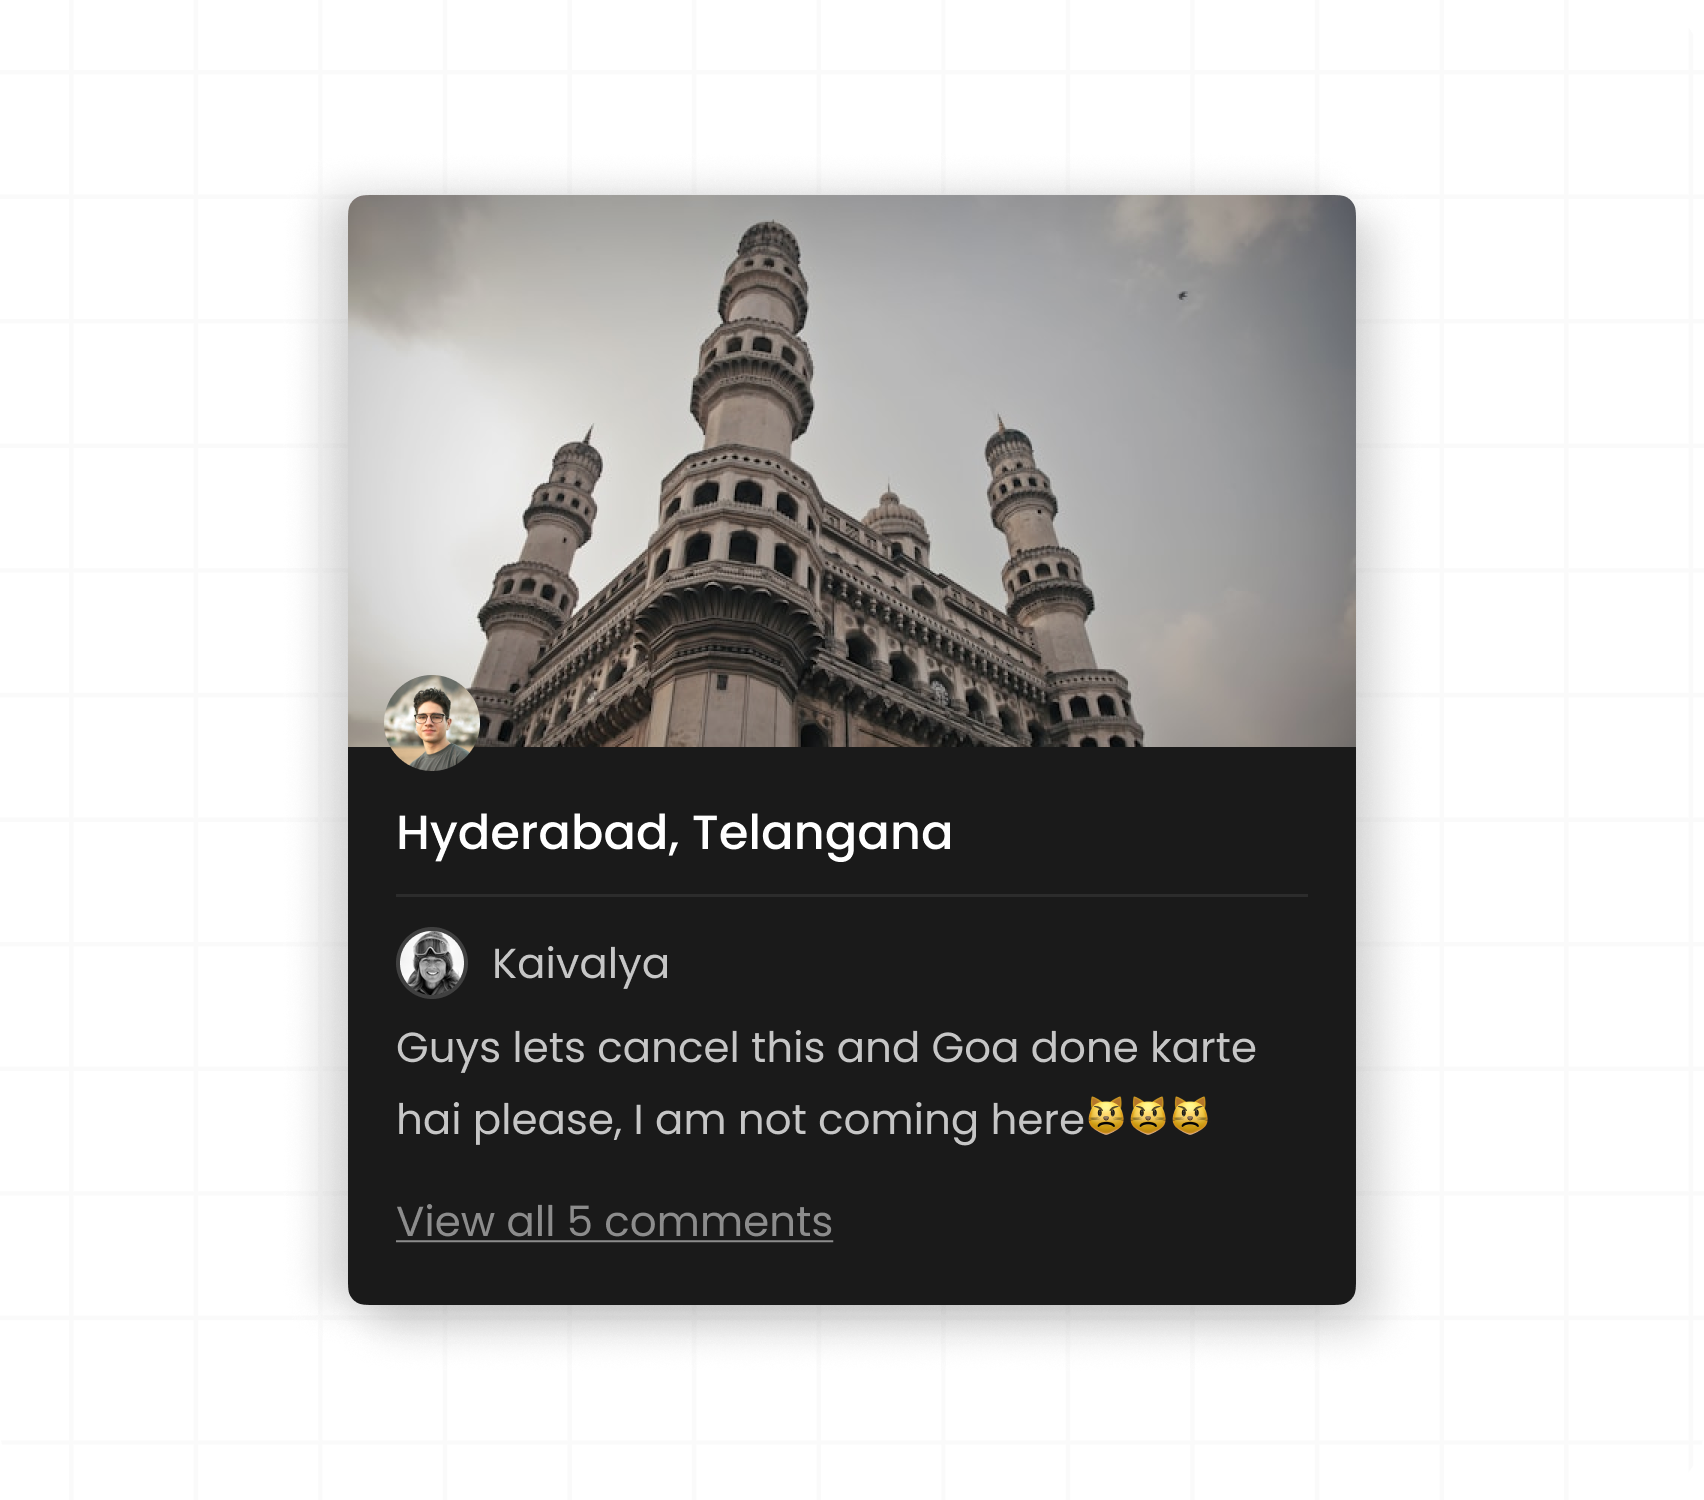 Hyderabad, Telangana
Kaivalya
Guys lets cancel this and Goa done karte
hai please, I am not coming here😾😾😾
View all 5 comments